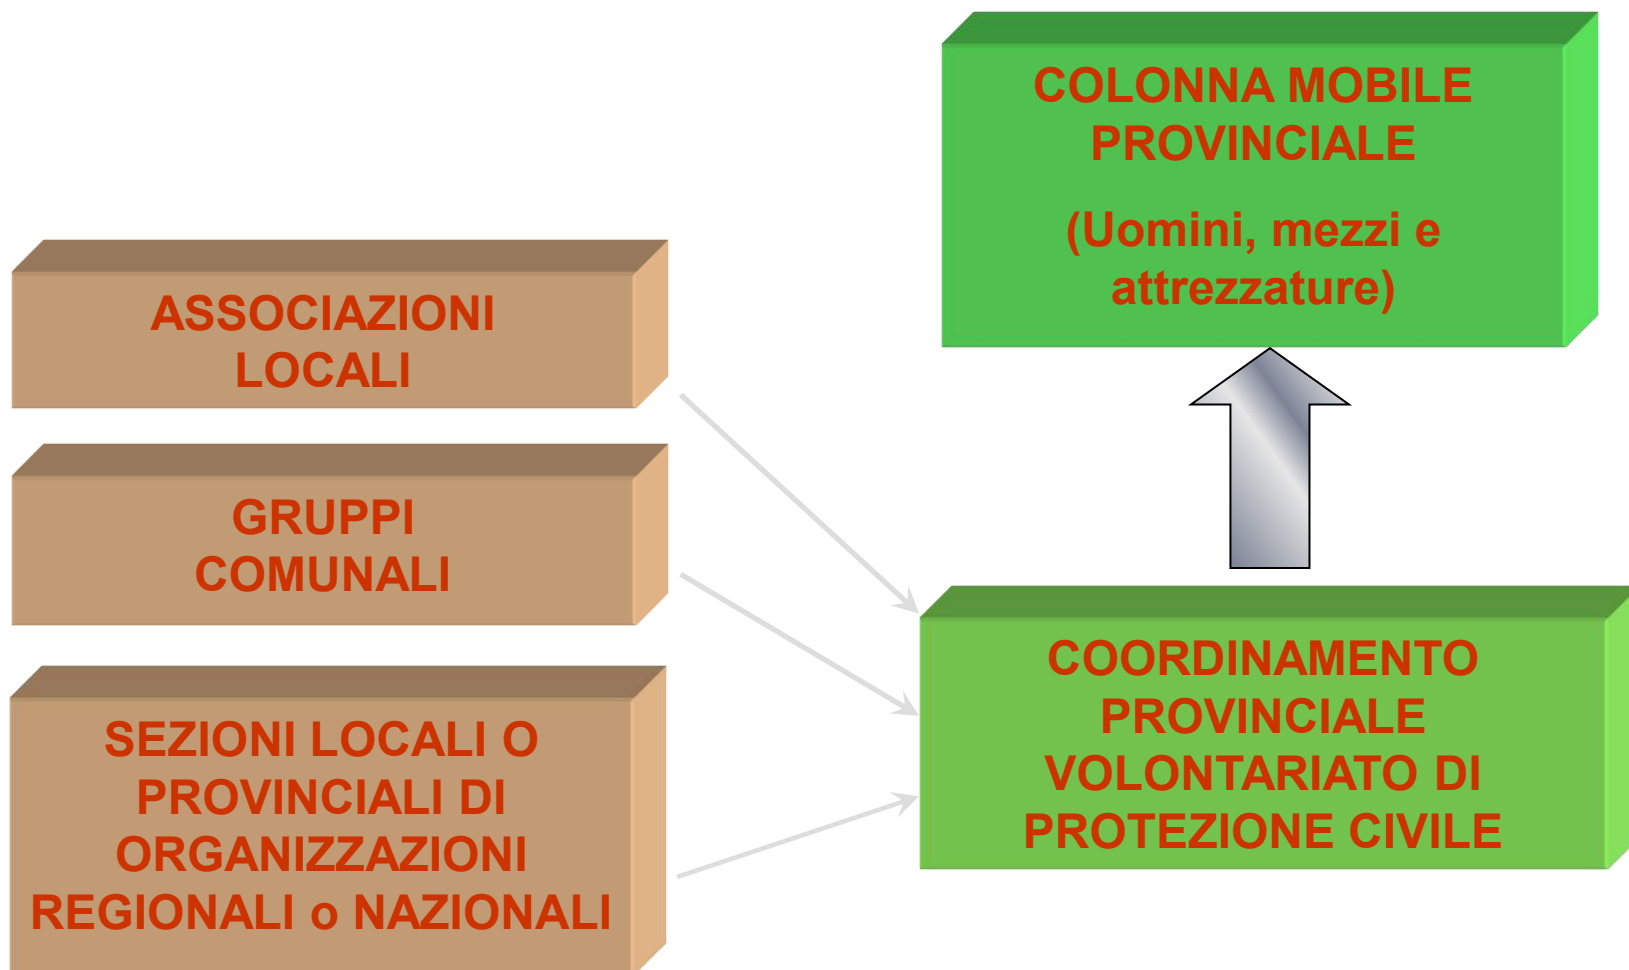 COLONNA MOBILE
PROVINCIALE
(Uomini, mezzi e
attrezzature)
ASSOCIAZIONI
LOCALI
GRUPPI
COMUNALI
SEZIONI LOCALI O
PROVINCIALI DI
ORGANIZZAZIONI
REGIONALI o NAZIONALI
COORDINAMENTO
PROVINCIALE
VOLONTARIATO DI
PROTEZIONE CIVILE